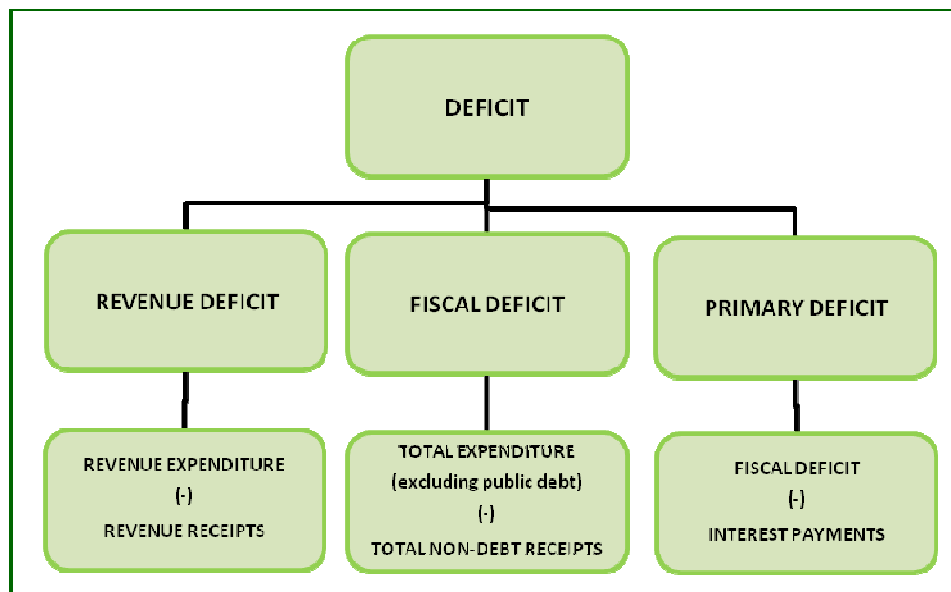 DEFICIT
REVENUE DEFICIT
FISCAL DEFICIT
PRIMARY DEFICIT
REVENUE EXPENDITURE
(-)
REVENUE RECEIPTS
TOTAL EXPENDITURE
(excluding public debt)
(-)
TOTAL NON-DEBT RECEIPTS
FISCAL DEFICIT
(-)
INTEREST PAYMENTS